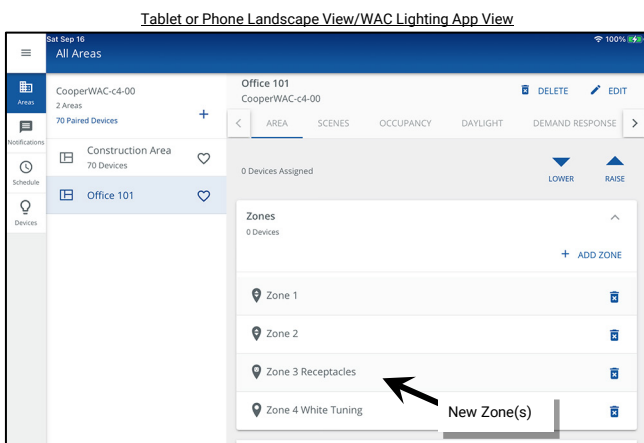 Tablet or Phone Landscape View/WAC Lighting App View
Sat Sep 16
100%
All Areas
Areas
Notifications
Schedule
Devices
CooperWAC-c4-00
2 Areas
70 Paired Devices
+
Construction Area
70 Devices
Office 101
Office 101
CooperWAC-c4-00
DELETE
EDIT
< AREA SCENES OCCUPANCY DAYLIGHT DEMAND RESPONSE >
0 Devices Assigned
LOWER
RAISE
Zones
0 Devices
+ ADD ZONE
Zone 1
Zone 2
Zone 3 Receptacles
Zone 4 White Tuning
New Zone(s)